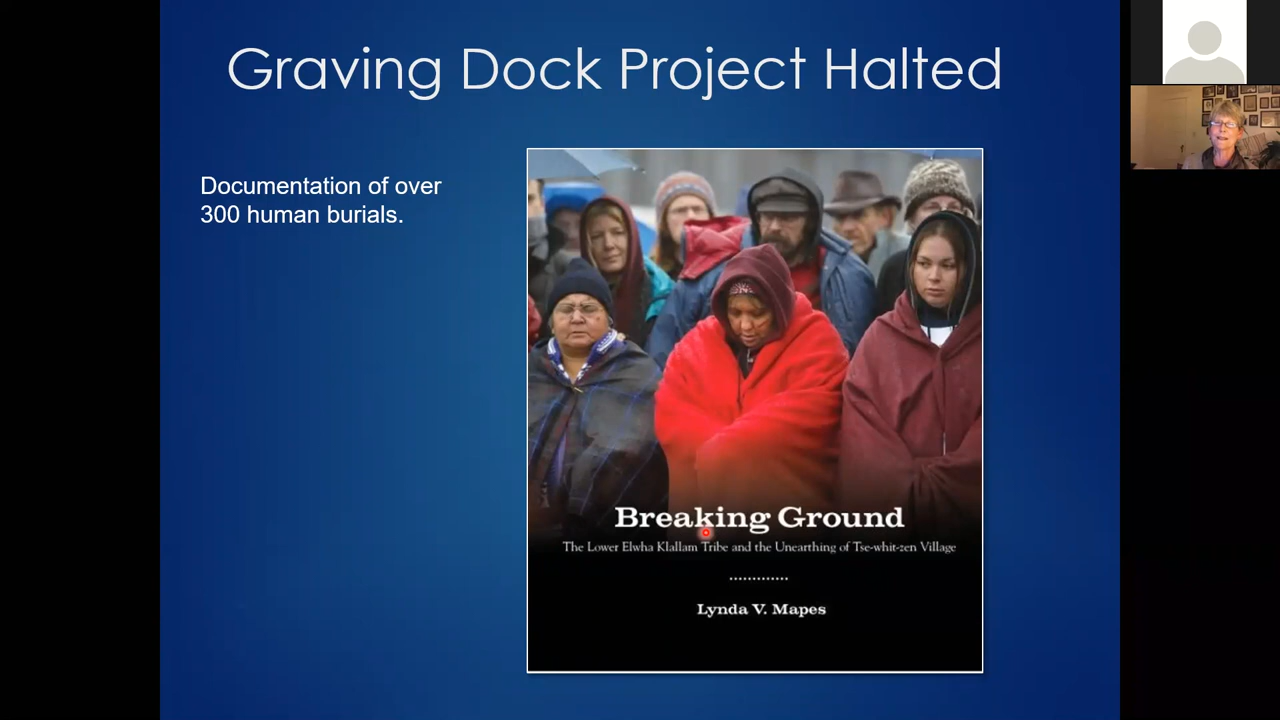 Graving Dock Project Halted
Documentation of over
300 human burials.
Breaking Ground
The Lower Elwha Klallam Tribe and the Unearthing of Tse-whit-zen Village
Lynda V. Mapes